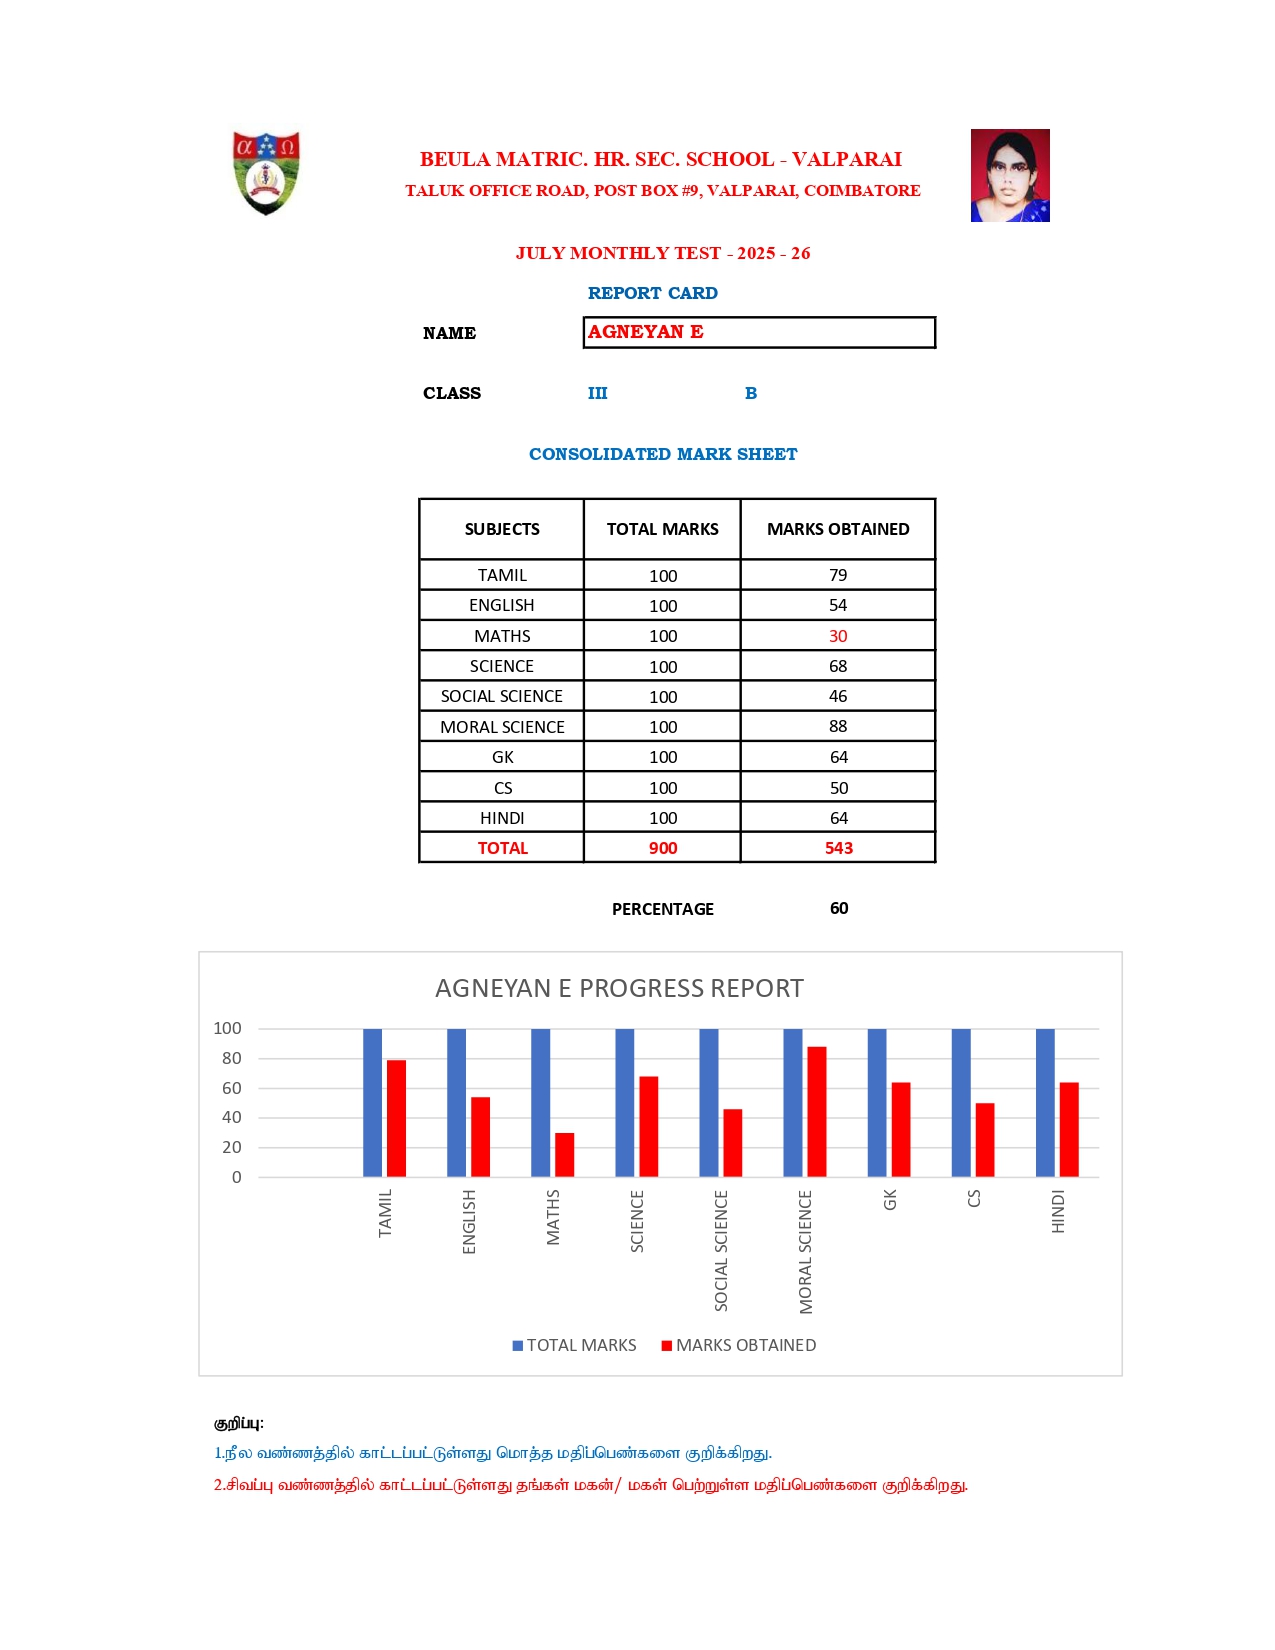 α Ω
BEULA MATRIC. HR. SEC. SCHOOL - VALPARAI
TALUK OFFICE ROAD, POST BOX #9, VALPARAI, COIMBATORE
JULY MONTHLY TEST - 2025 - 26
REPORT CARD
NAME AGNEYAN E
CLASS III B
CONSOLIDATED MARK SHEET
SUBJECTS TOTAL MARKS MARKS OBTAINED
TAMIL 100 79
ENGLISH 100 54
MATHS 100 30
SCIENCE 100 68
SOCIAL SCIENCE 100 46
MORAL SCIENCE 100 88
GK 100 64
CS 100 50
HINDI 100 64
TOTAL 900 543
PERCENTAGE 60
AGNEYAN E PROGRESS REPORT
100
80
60
40
20
0
TAMIL ENGLISH MATHS SCIENCE SOCIAL SCIENCE MORAL SCIENCE GK CS HINDI
TOTAL MARKS MARKS OBTAINED
குறிப்பு:
1.நீல வண்ணத்தில் காட்டப்பட்டுள்ளது மொத்த மதிப்பெண்களை குறிக்கிறது.
2.சிவப்பு வண்ணத்தில் காட்டப்பட்டுள்ளது தங்கள் மகன்/ மகள் பெற்றுள்ள மதிப்பெண்களை குறிக்கிறது.